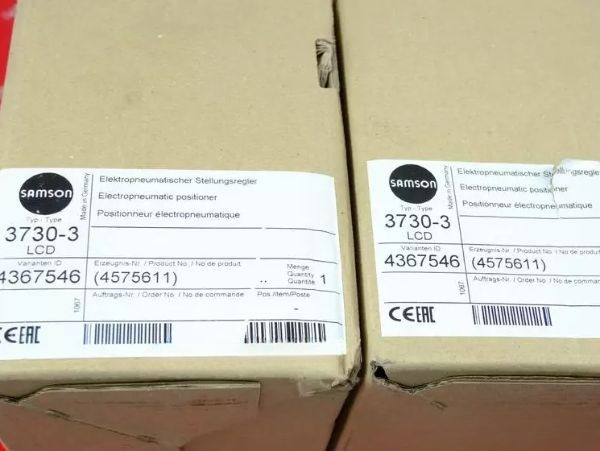 SAMSON
Made in Germany
Elektropneumatischer Stellungsregler
Electropneumatic positioner
Positionneur électropneumatique
Typ - Type
3730-3
LCD
Varianten ID
4367546
Erzeugnis-Nr. / Product No. / No de produit
(4575611)
..
Menge
Quantity
Quantité
1
1067
Auftrags-Nr. / Order No. / No de commande
Pos./Item/Poste
-
CE EAC
SAMSON
Made in Germany
Elektropneumatischer Stellungsregler
Electropneumatic positioner
Positionneur électropneumatique
Typ - Type
3730-3
LCD
Varianten ID
4367546
Erzeugnis-Nr. / Product No. / No de produit
(4575611)
1067
Auftrags-Nr. / Order No. / No de commande
CE EAC